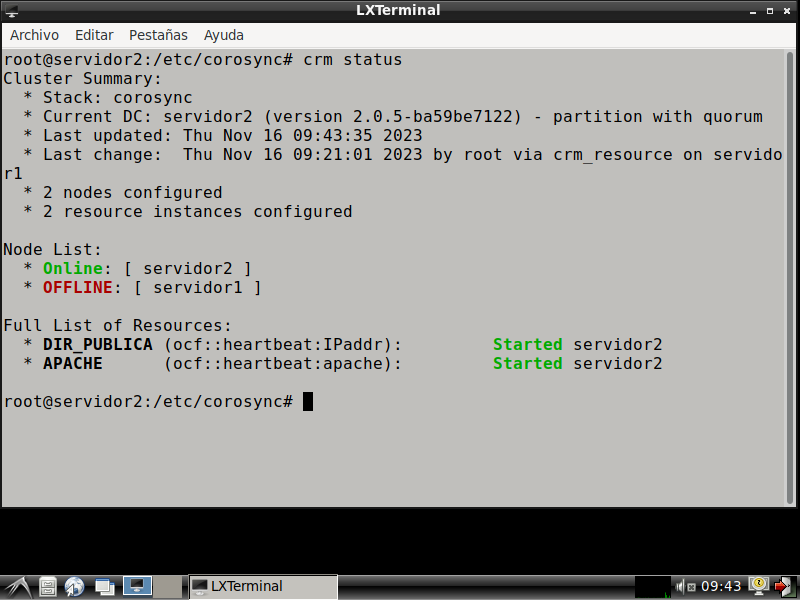 LXTerminal
Archivo Editar Pestañas Ayuda
root@servidor2:/etc/corosync# crm status
Cluster Summary:
  * Stack: corosync
  * Current DC: servidor2 (version 2.0.5-ba59be7122) - partition with quorum
  * Last updated: Thu Nov 16 09:43:35 2023
  * Last change:  Thu Nov 16 09:21:01 2023 by root via crm_resource on servido
r1
  * 2 nodes configured
  * 2 resource instances configured

Node List:
  * Online: [ servidor2 ]
  * OFFLINE: [ servidor1 ]

Full List of Resources:
  * DIR_PUBLICA (ocf::heartbeat:IPaddr):         Started servidor2
  * APACHE      (ocf::heartbeat:apache):         Started servidor2

root@servidor2:/etc/corosync#
LXTerminal 09:43